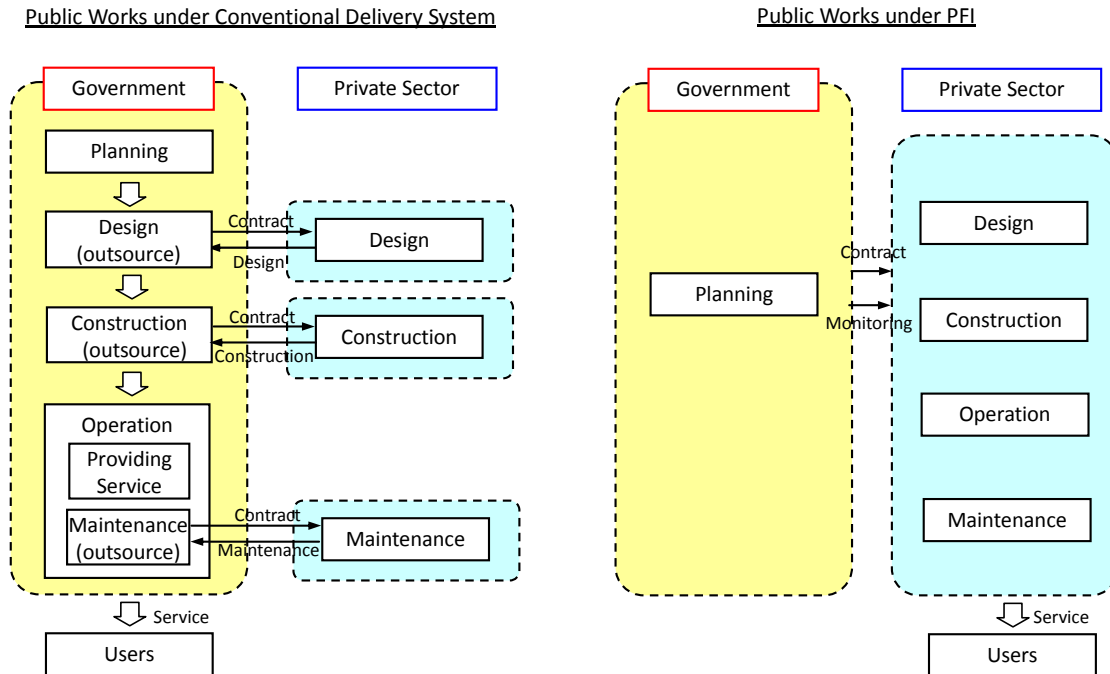 Public Works under Conventional Delivery System
Government
Private Sector
Planning
Design
(outsource)
Contract
Design
Design
Construction
(outsource)
Contract
Construction
Construction
Operation
Providing
Service
Maintenance
(outsource)
Contract
Maintenance
Maintenance
Service
Users
Public Works under PFI
Government
Private Sector
Planning
Contract
Monitoring
Design
Construction
Operation
Maintenance
Service
Users